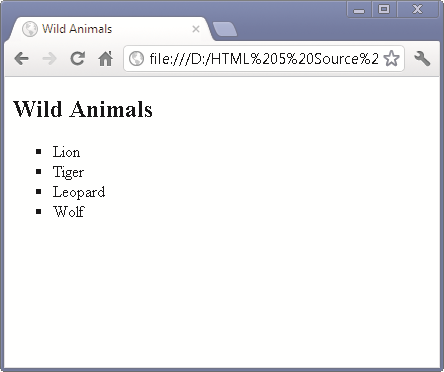 Wild Animals
file:///D:/HTML%205%20Source%2
Wild Animals
Lion
Tiger
Leopard
Wolf